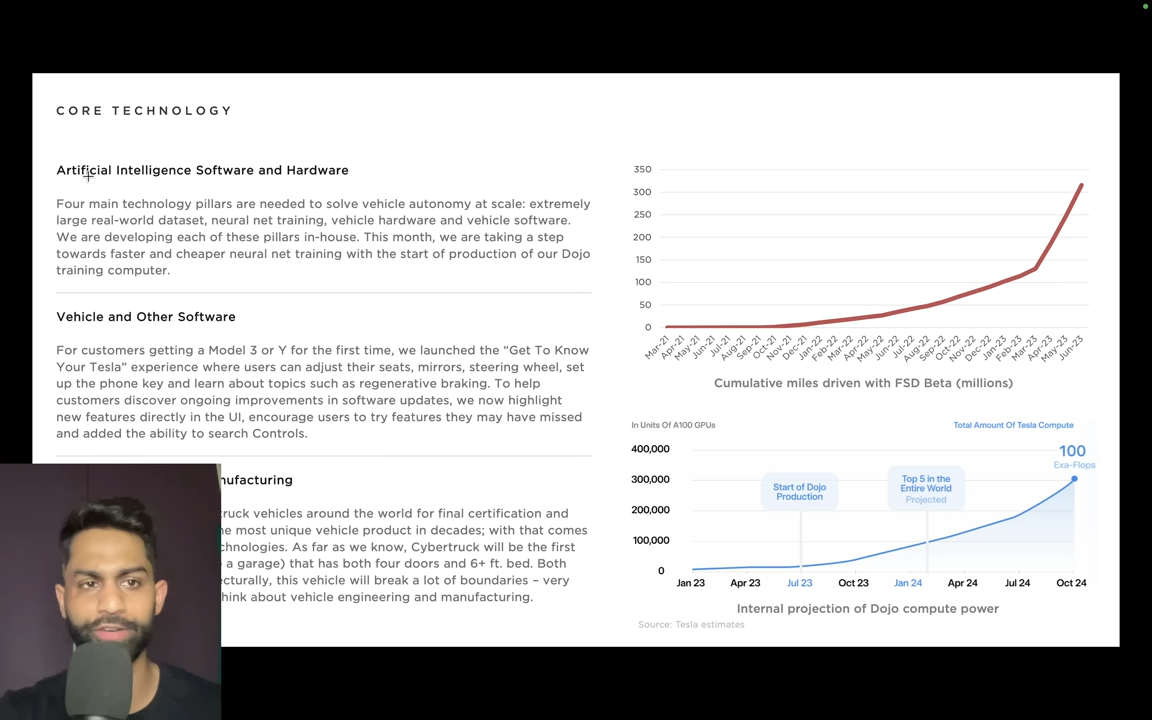 CORE TECHNOLOGY
Artificial Intelligence Software and Hardware
Four main technology pillars are needed to solve vehicle autonomy at scale: extremely
large real-world dataset, neural net training, vehicle hardware and vehicle software.
We are developing each of these pillars in-house. This month, we are taking a step
towards faster and cheaper neural net training with the start of production of our Dojo
training computer.
Vehicle and Other Software
For customers getting a Model 3 or Y for the first time, we launched the “Get To Know
Your Tesla” experience where users can adjust their seats, mirrors, steering wheel, set
up the phone key and learn about topics such as regenerative braking. To help
customers discover ongoing improvements in software updates, we now highlight
new features directly in the UI, encourage users to try features they may have missed
and added the ability to search Controls.
nufacturing
truck vehicles around the world for final certification and
he most unique vehicle product in decades; with that comes
chnologies. As far as we know, Cybertruck will be the first
a garage) that has both four doors and 6+ ft. bed. Both
ecturally, this vehicle will break a lot of boundaries – very
hink about vehicle engineering and manufacturing.
350
300
250
200
150
100
50
0
Mar-21 Apr-21 May-21 Jun-21 Jul-21 Aug-21 Sep-21 Oct-21 Nov-21 Dec-21 Jan-22 Feb-22 Mar-22 Apr-22 May-22 Jun-22 Jul-22 Aug-22 Sep-22 Oct-22 Nov-22 Dec-22 Jan-23 Feb-23 Mar-23 Apr-23 May-23 Jun-23
Cumulative miles driven with FSD Beta (millions)
In Units Of A100 GPUs
Total Amount Of Tesla Compute
400,000
300,000
200,000
100,000
0
100
Exa-Flops
Start of Dojo
Production
Top 5 in the
Entire World
Projected
Jan 23 Apr 23 Jul 23 Oct 23 Jan 24 Apr 24 Jul 24 Oct 24
Internal projection of Dojo compute power
Source: Tesla estimates